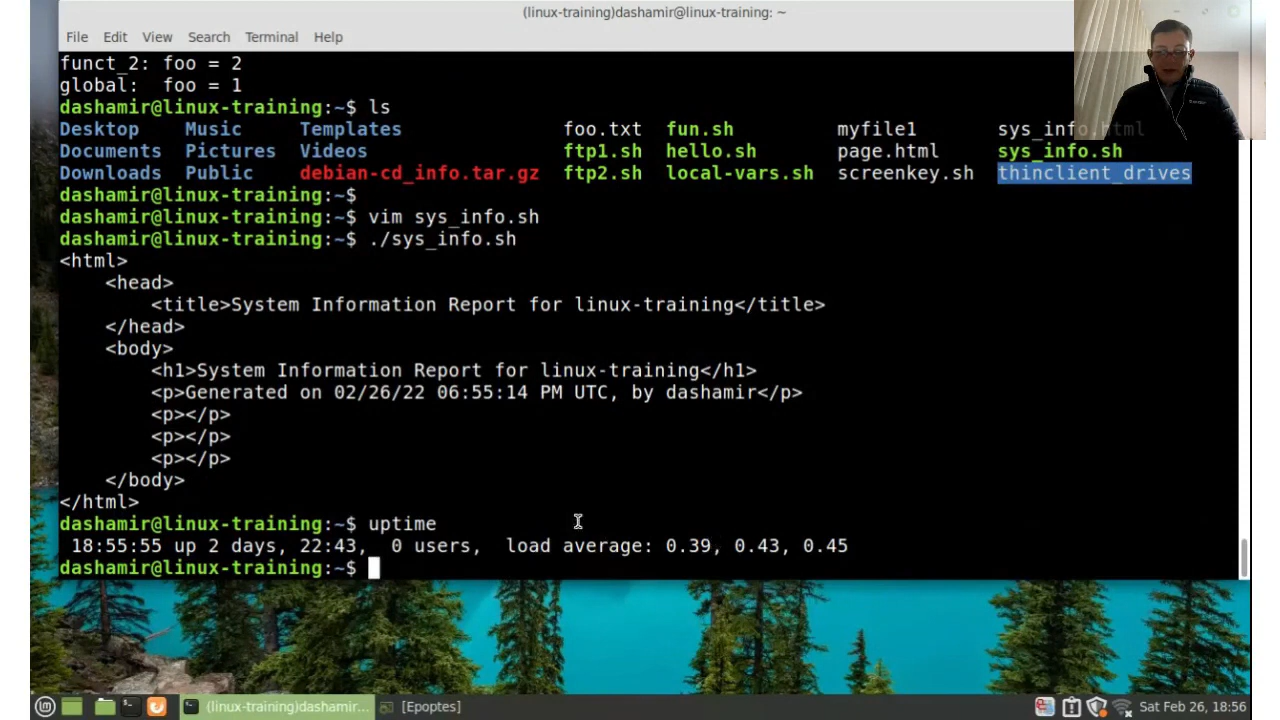 (linux-training)dashamir@linux-training: ~
File Edit View Search Terminal Help
funct_2: foo = 2
global:  foo = 1
dashamir@linux-training:~$ ls
Desktop Music Templates foo.txt fun.sh myfile1 sys_info.html
Documents Pictures Videos ftp1.sh hello.sh page.html sys_info.sh
Downloads Public debian-cd_info.tar.gz ftp2.sh local-vars.sh screenkey.sh thinclient_drives
dashamir@linux-training:~$
dashamir@linux-training:~$ vim sys_info.sh
dashamir@linux-training:~$ ./sys_info.sh
<html>
    <head>
        <title>System Information Report for linux-training</title>
    </head>
    <body>
        <h1>System Information Report for linux-training</h1>
        <p>Generated on 02/26/22 06:55:14 PM UTC, by dashamir</p>
        <p></p>
        <p></p>
        <p></p>
    </body>
</html>
dashamir@linux-training:~$ uptime
 18:55:55 up 2 days, 22:43,  0 users,  load average: 0.39, 0.43, 0.45
dashamir@linux-training:~$
(linux-training)dashamir... [Epoptes] Sat Feb 26, 18:56